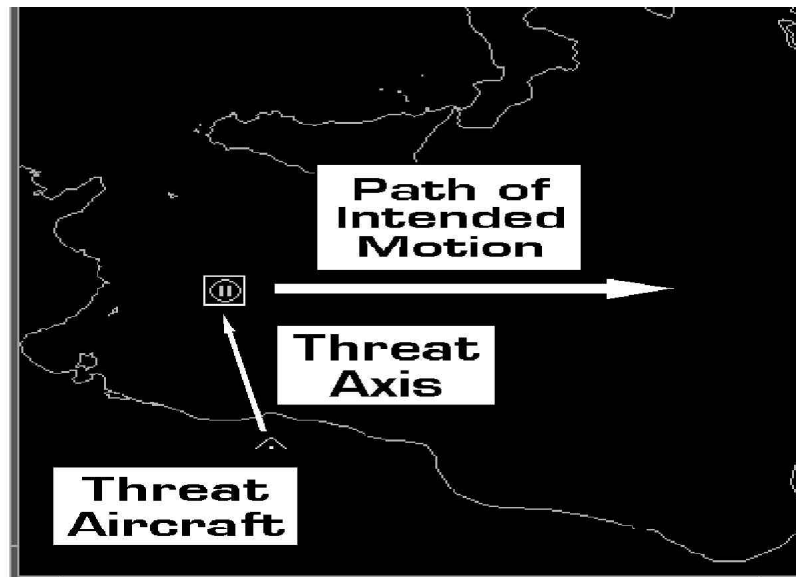 Path of
Intended
Motion
Threat
Axis
Threat
Aircraft